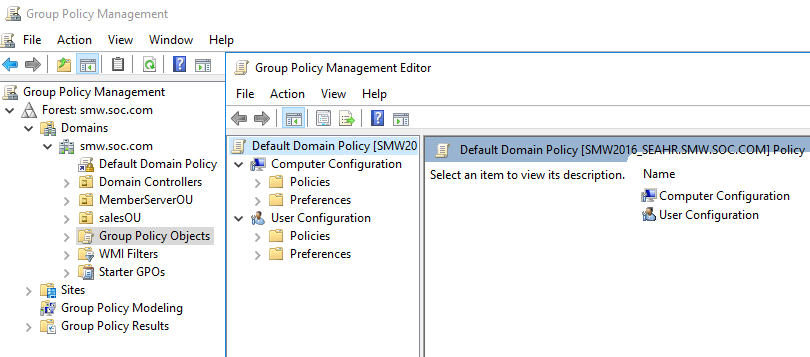 Group Policy Management
File Action View Window Help
Group Policy Management
Forest: smw.soc.com
Domains
smw.soc.com
Default Domain Policy
Domain Controllers
MemberServerOU
salesOU
Group Policy Objects
WMI Filters
Starter GPOs
Sites
Group Policy Modeling
Group Policy Results
Group Policy Management Editor
File Action View Help
Default Domain Policy [SMW20
Computer Configuration
Policies
Preferences
User Configuration
Policies
Preferences
Default Domain Policy [SMW2016_SEAHR.SMW.SOC.COM] Policy
Select an item to view its description.
Name
Computer Configuration
User Configuration